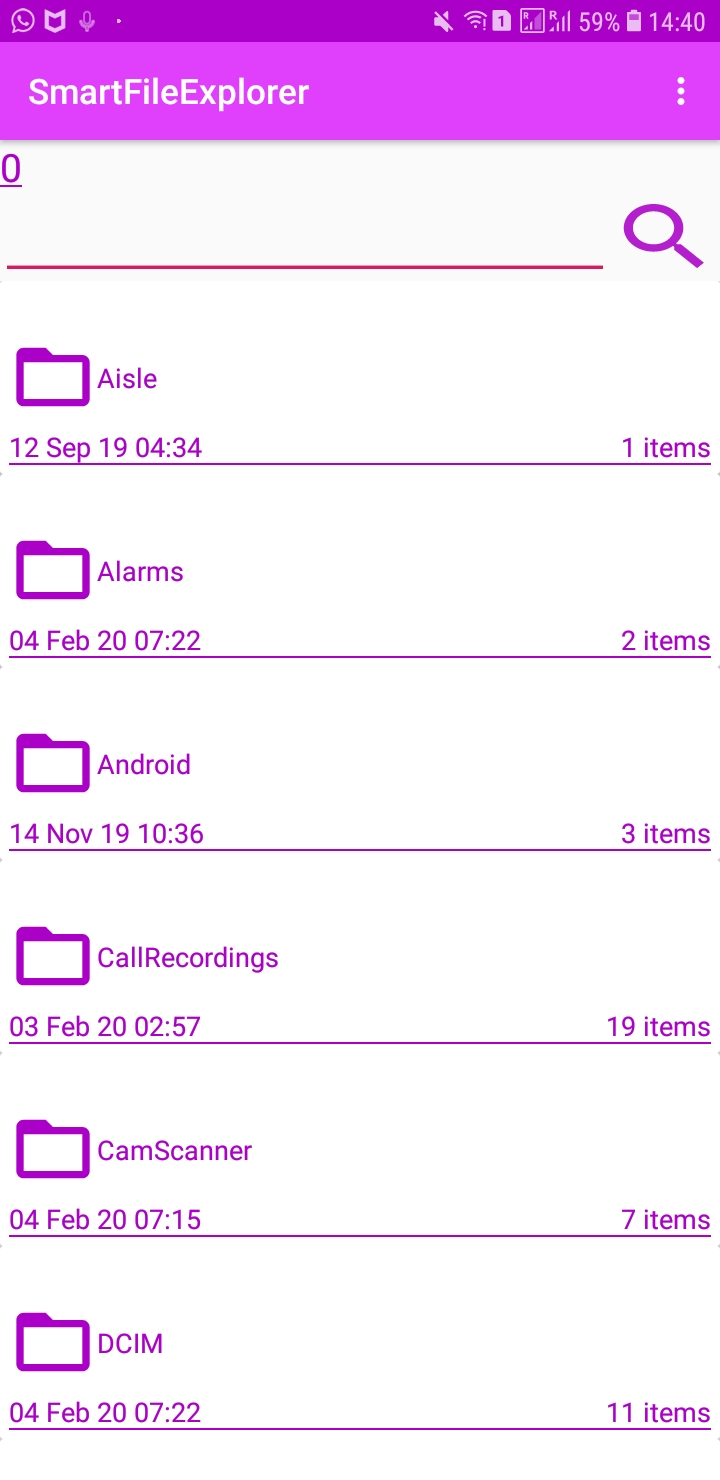 1 R R 59% 14:40
SmartFileExplorer
0
Aisle
12 Sep 19 04:34 1 items
Alarms
04 Feb 20 07:22 2 items
Android
14 Nov 19 10:36 3 items
CallRecordings
03 Feb 20 02:57 19 items
CamScanner
04 Feb 20 07:15 7 items
DCIM
04 Feb 20 07:22 11 items